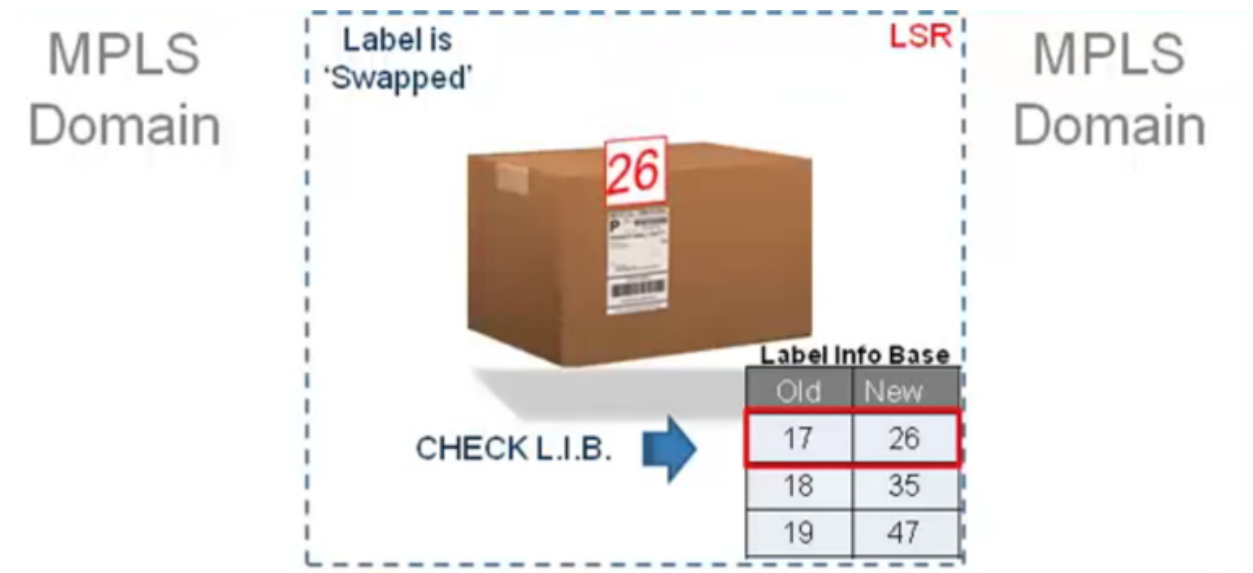 MPLS
Domain
Label is
'Swapped'
LSR
MPLS
Domain
26
P
Label Info Base
Old New
17 26
18 35
19 47
CHECK L.I.B.